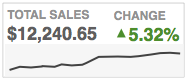 TOTAL SALES CHANGE
$12,240.65 ▲5.32%